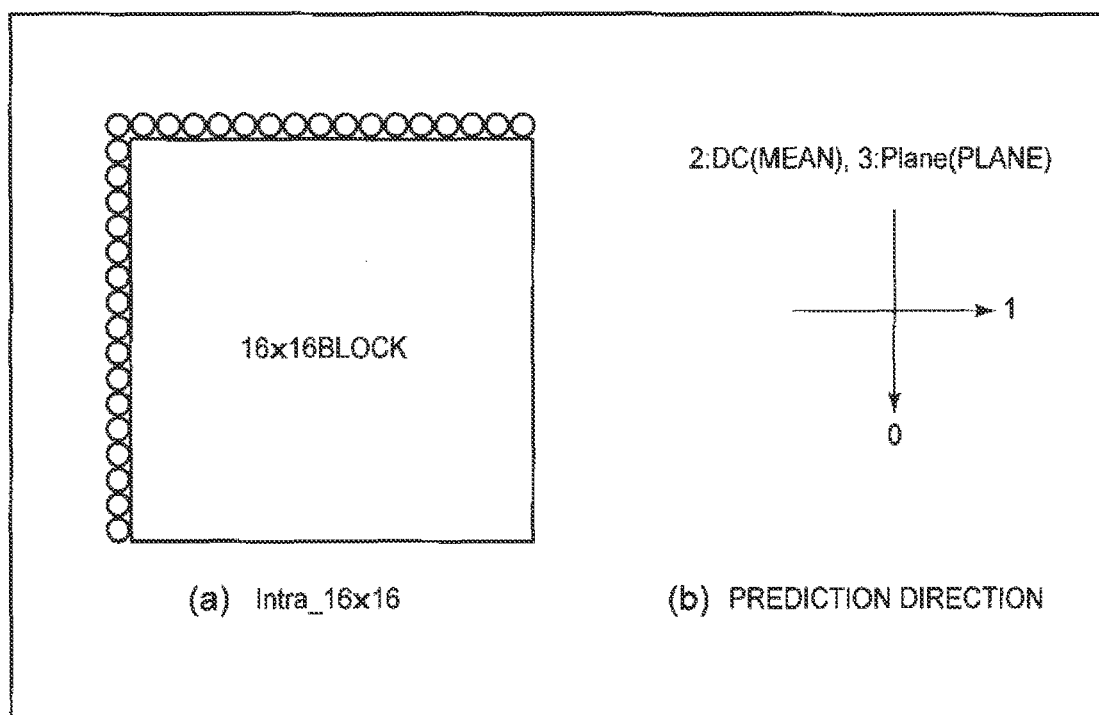 2:DC(MEAN), 3:Plane(PLANE)
1
16x16BLOCK
0
(a) Intra_16x16
(b) PREDICTION DIRECTION